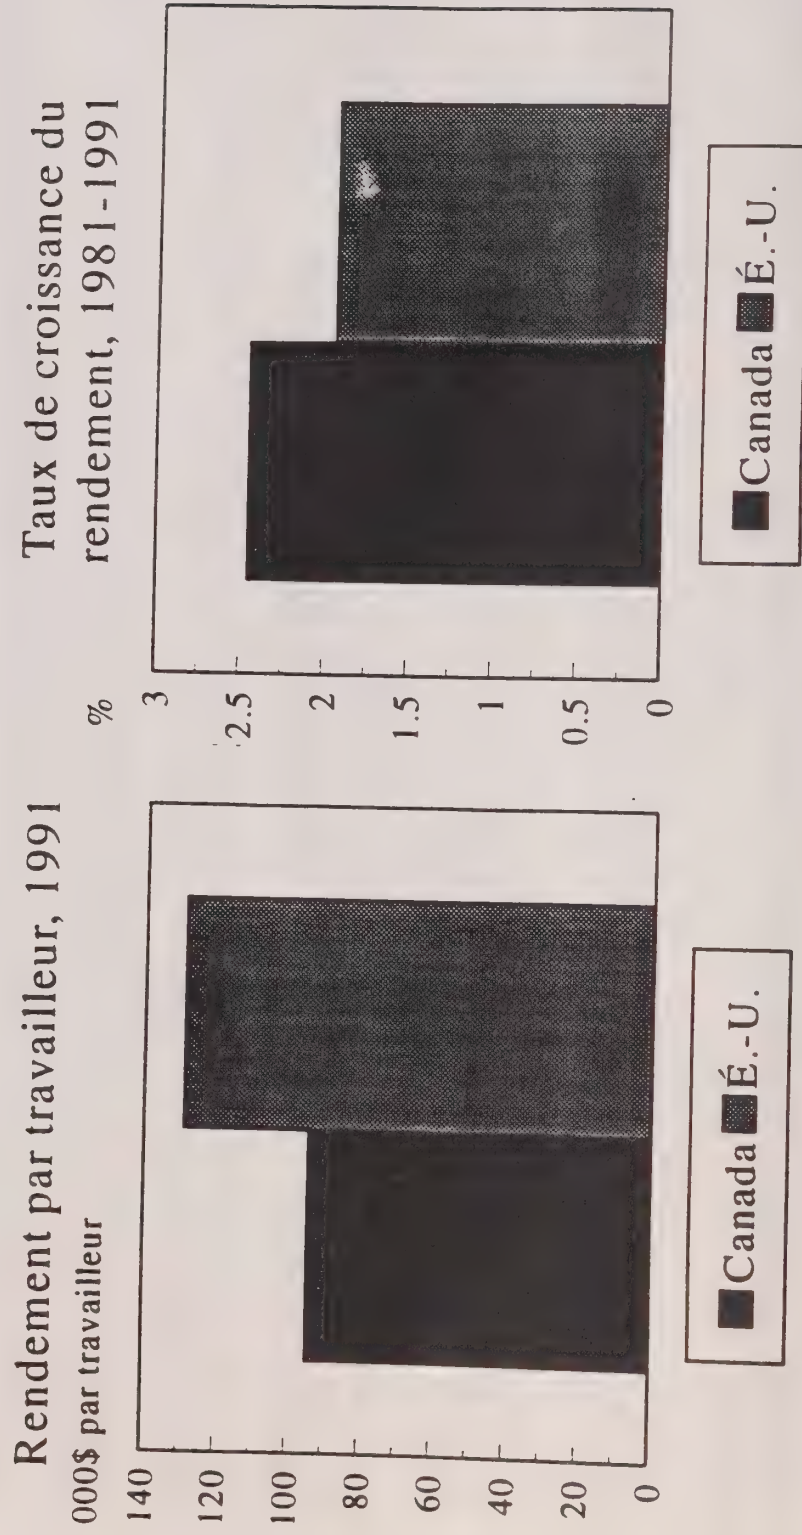 Rendement par travailleur, 1991
000$ par travailleur
140
120
100
80
60
40
20
0
Canada É.-U.
Taux de croissance du
rendement, 1981-1991
%
3
2.5
2
1.5
1
0.5
0
Canada É.-U.